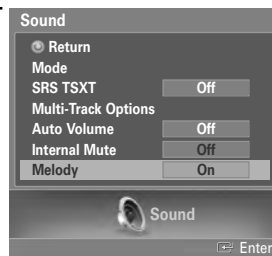 Sound
Return
Mode
SRS TSXT Off
Multi-Track Options
Auto Volume Off
Internal Mute Off
Melody On
Sound
Enter